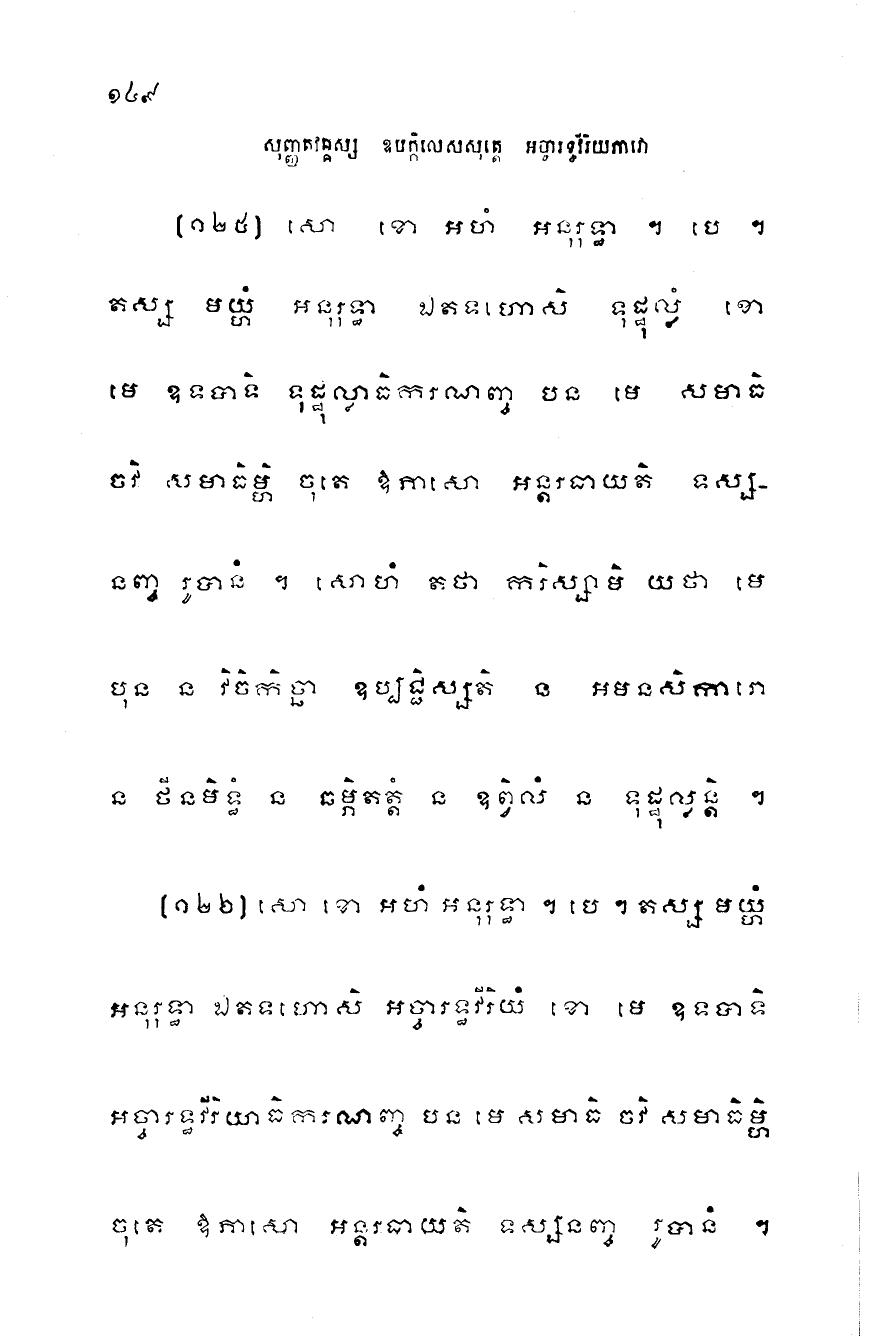 ១៤៩
សុញ្ញតវគ្គស្ស ឧបក្កិលេសសុត្តេ អច្ចារទ្ធវីរិយភាវោ
(១២៥) សោ ខោ អហំ អនុរុទ្ធា ។ បេ ។
តស្ស មយ្ហំ អនុរុទ្ធា ឯតទហោសិ ទុដ្ឋុល្លំ ខោ
មេ ឧទបាទិ ទុដ្ឋុល្លាធិករណញ្ច បន មេ សមាធិ
ចវិ សមាធិម្ហិ ចុតេ ឱភាសោ អន្តរធាយតិ ទស្ស-
នញ្ច រូបានំ ។ សោហំ តថា ករិស្សាមិ យថា មេ
បុន ន វិចិកិច្ឆា ឧប្បជ្ជិស្សតិ ន អមនសិការោ
ន ថីនមិទ្ធំ ន ឆម្ភិតត្តំ ន ឧព្វិលំ ន ទុដ្ឋុល្លន្តិ ។
(១២៦) សោ ខោ អហំ អនុរុទ្ធា ។ បេ ។ តស្ស មយ្ហំ
អនុរុទ្ធា ឯតទហោសិ អច្ចារទ្ធវីរិយំ ខោ មេ ឧទបាទិ
អច្ចារទ្ធវីរិយាធិករណញ្ច បន មេ សមាធិ ចវិ សមាធិម្ហិ
ចុតេ ឱភាសោ អន្តរធាយតិ ទស្សនញ្ច រូបានំ ។